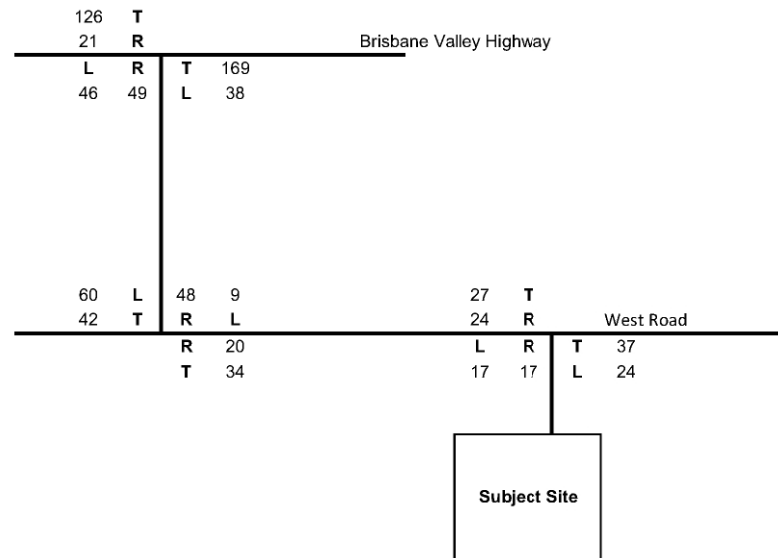 126 T
21 R
Brisbane Valley Highway
L R T 169
46 49 L 38
60 L 48 9
42 T R L
R 20
T 34
27 T
24 R
West Road
L R T 37
17 17 L 24
Subject Site